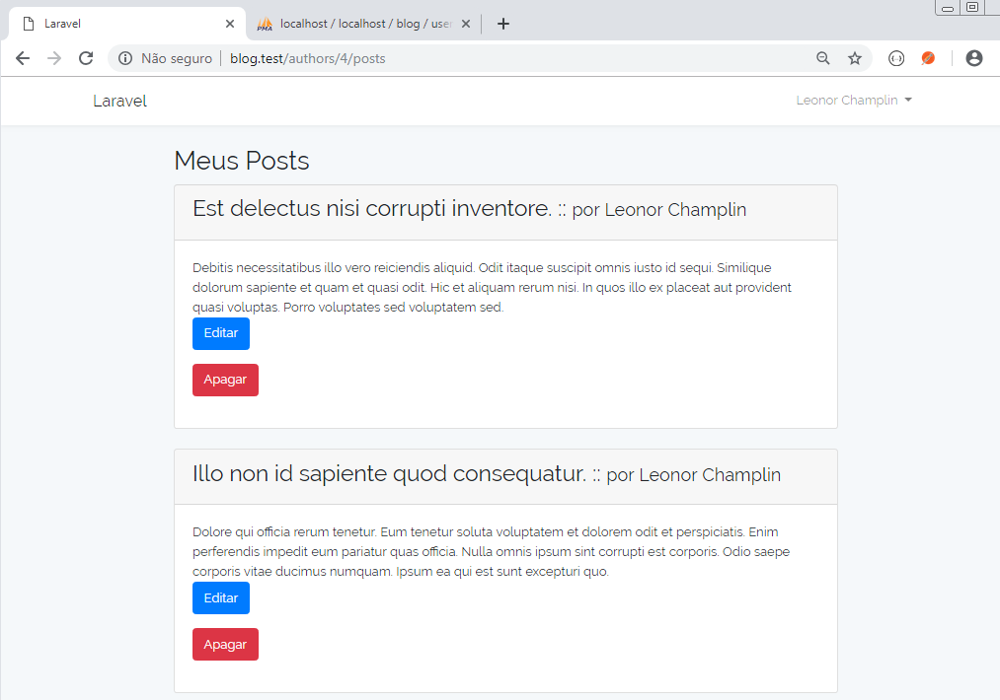 Laravel
PMA
localhost / localhost / blog / use
Não seguro
blog.test/authors/4/posts
Laravel
Leonor Champlin
Meus Posts
Est delectus nisi corrupti inventore. :: por Leonor Champlin
Debitis necessitatibus illo vero reiciendis aliquid. Odit itaque suscipit omnis iusto id sequi. Similique
dolorum sapiente et quam et quasi odit. Hic et aliquam rerum nisi. In quos illo ex placeat aut provident
quasi voluptas. Porro voluptates sed voluptatem sed.
Editar
Apagar
Illo non id sapiente quod consequatur. :: por Leonor Champlin
Dolore qui officia rerum tenetur. Eum tenetur soluta voluptatem et dolorem odit et perspiciatis. Enim
perferendis impedit eum pariatur quas officia. Nulla omnis ipsum sint corrupti est corporis. Odio saepe
corporis vitae ducimus numquam. Ipsum ea qui est sunt excepturi quo.
Editar
Apagar